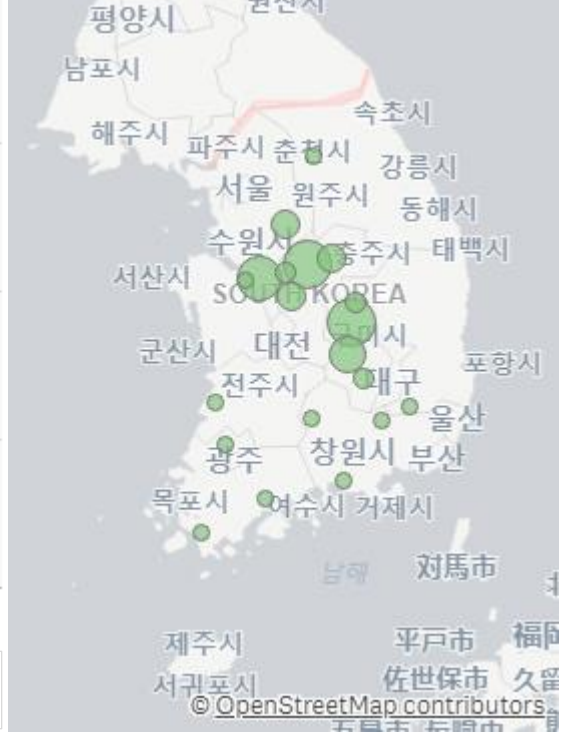 원산시
평양시
남포시
속초시
해주시
파주시
춘천시
강릉시
서울
원주시
동해시
수원시
충주시
태백시
서산시
SOUTH KOREA
구미시
대전
군산시
포항시
전주시
대구
울산
창원시
부산
광주
목포시
여수시
거제시
남해
対馬市
제주시
平戸市
福岡
佐世保市
久留
서귀포시
© OpenStreetMap contributors